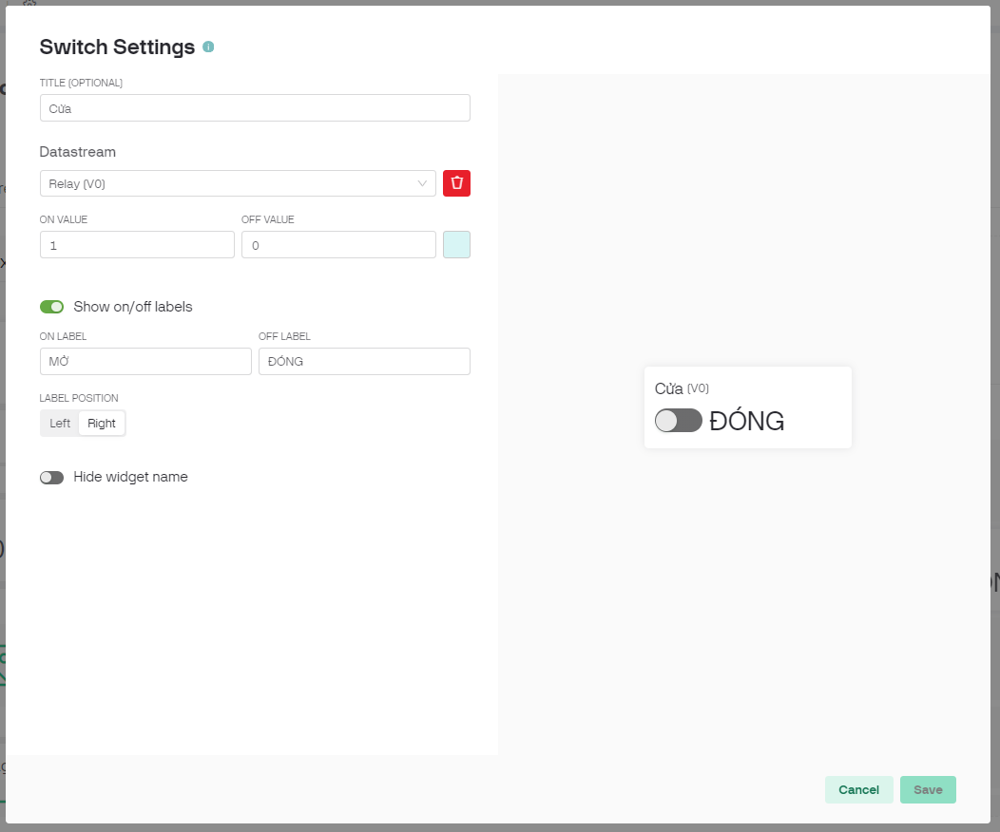 Switch Settings
TITLE (OPTIONAL)
Cửa
Datastream
Relay (V0)
ON VALUE OFF VALUE
1 0
Show on/off labels
ON LABEL OFF LABEL
MỞ ĐÓNG
LABEL POSITION
Left Right
Hide widget name
Cửa (V0)
ĐÓNG
Cancel Save